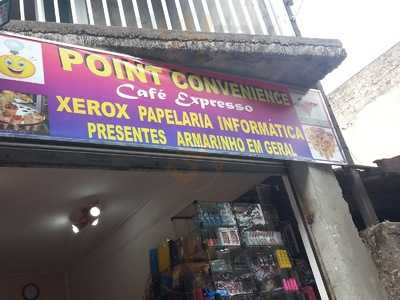 POINT CONVENIENCE
Café Expresso
XEROX PAPELARIA INFORMÁTICA
PRESENTES ARMARINHO EM GERAL